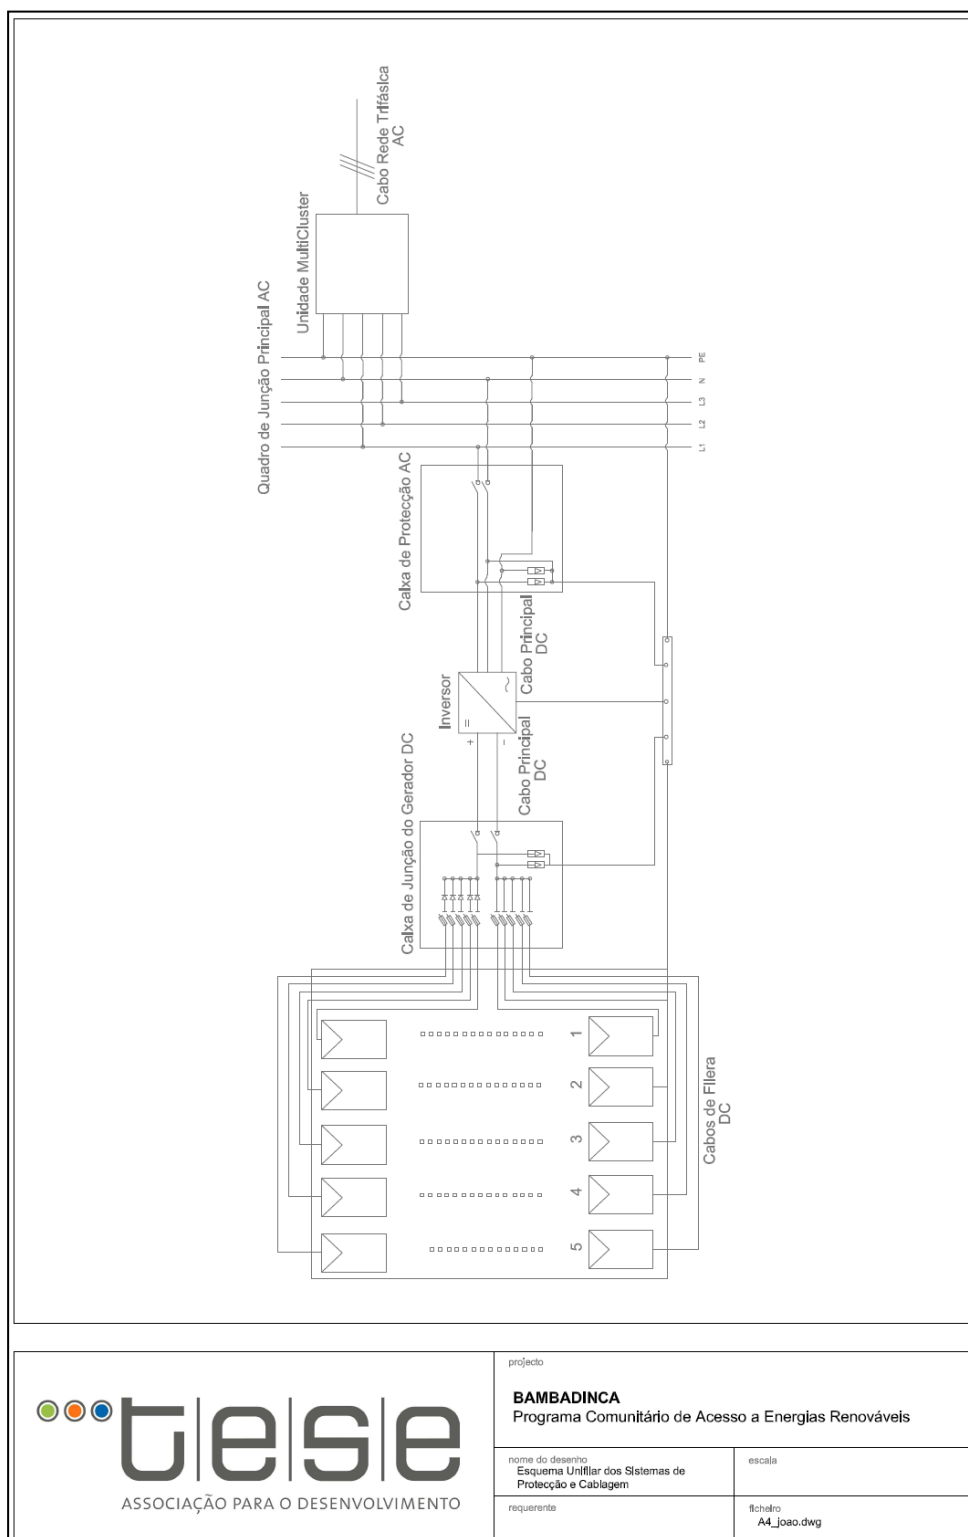 Cabo Rede Trifásica
AC
Unidade MultiCluster
Quadro de Junção Principal AC
PE
N
L3
L2
L1
Caixa de Protecção AC
Cabo Principal
DC
Inversor
=
~
+
-
Cabo Principal
DC
Caixa de Junção do Gerador DC
1
2
3
4
5
Cabos de Fileira
DC
t|e|s|e
ASSOCIAÇÃO PARA O DESENVOLVIMENTO
projecto
BAMBADINCA
Programa Comunitário de Acesso a Energias Renováveis
nome do desenho
Esquema Unifilar dos Sistemas de
Protecção e Cablagem
escala
requerente
ficheiro
A4_joao.dwg